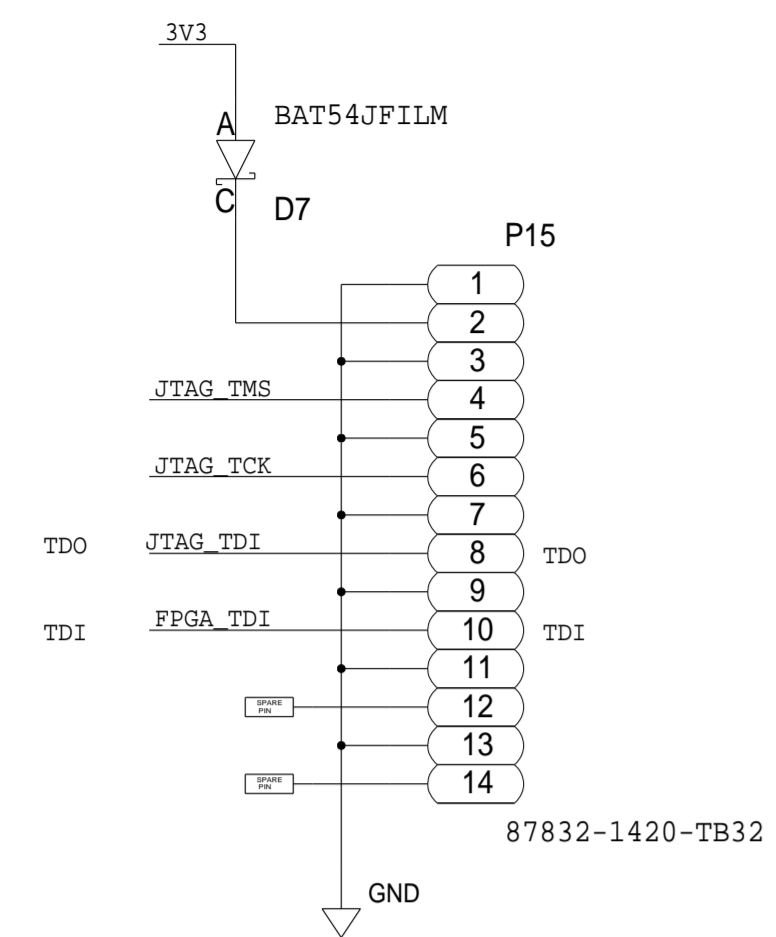 3V3
A
BAT54JFILM
C
D7
P15
1
2
3
JTAG_TMS
4
5
JTAG_TCK
6
7
TDO
JTAG_TDI
8
TDO
9
TDI
FPGA_TDI
10
TDI
11
SPARE
PIN
12
13
SPARE
PIN
14
87832-1420-TB32
GND